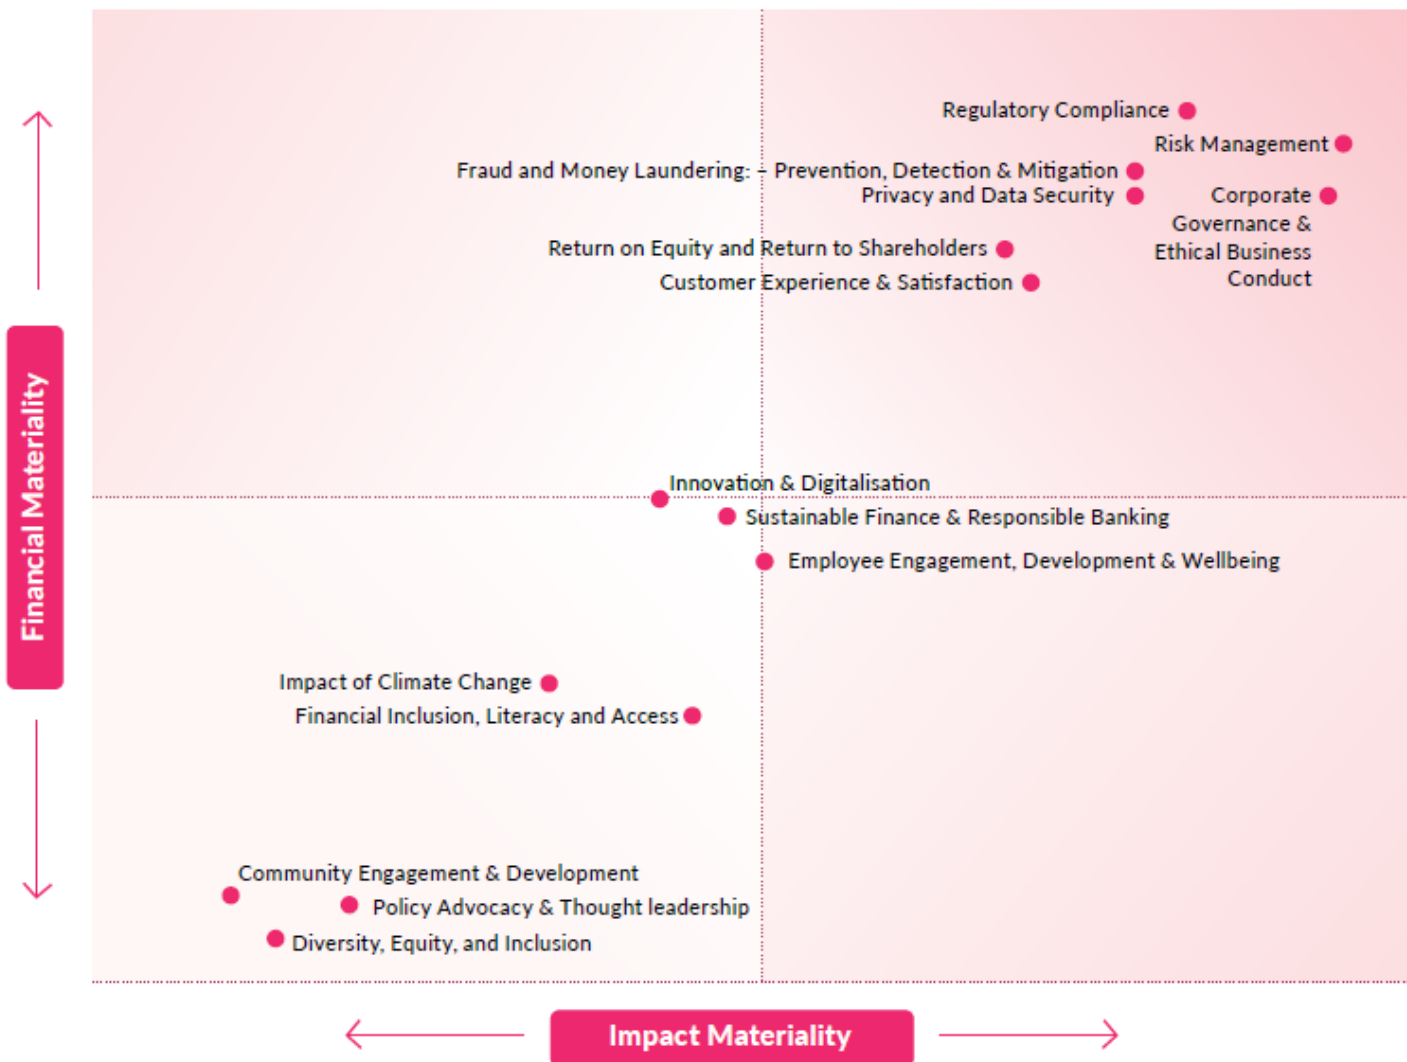 Regulatory Compliance
Risk Management
Fraud and Money Laundering: – Prevention, Detection & Mitigation
Privacy and Data Security
Corporate
Governance &
Ethical Business
Conduct
Return on Equity and Return to Shareholders
Customer Experience & Satisfaction
Financial Materiality
Innovation & Digitalisation
Sustainable Finance & Responsible Banking
Employee Engagement, Development & Wellbeing
Impact of Climate Change
Financial Inclusion, Literacy and Access
Community Engagement & Development
Policy Advocacy & Thought leadership
Diversity, Equity, and Inclusion
Impact Materiality